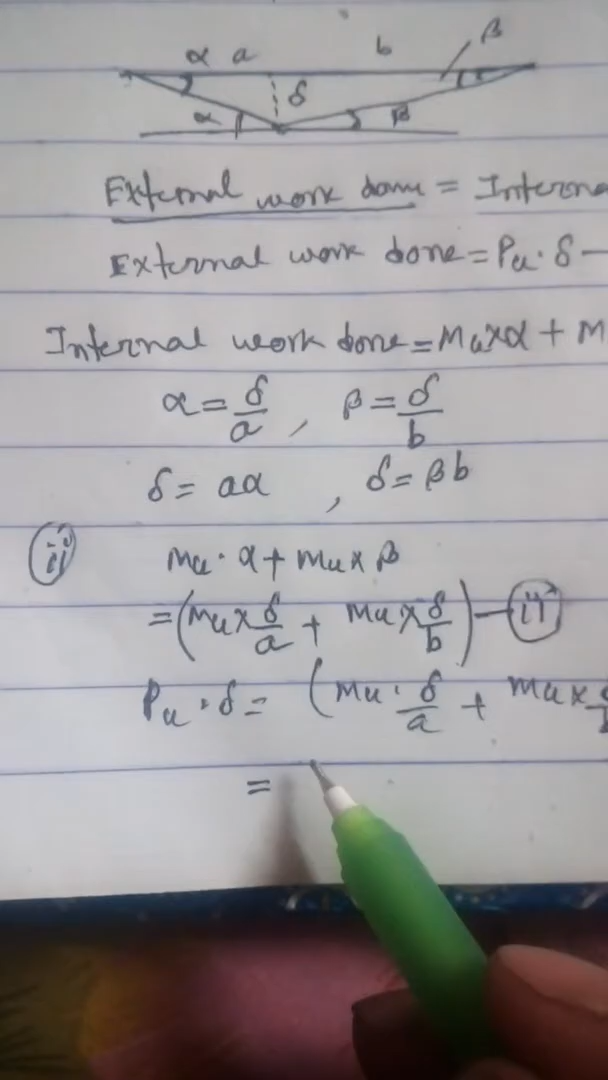 α a b β
δ
α β
External work done = Interna
External work done = Pu · δ —
Internal work done = Mu×α + M
α = δ/a , β = δ/b
δ = aα , δ = βb
(ii) Mu · α + Mu × β
= (Mu × δ/a + Mu × δ/b) — (ii)
Pu · δ = (Mu · δ/a + Mu ×
=